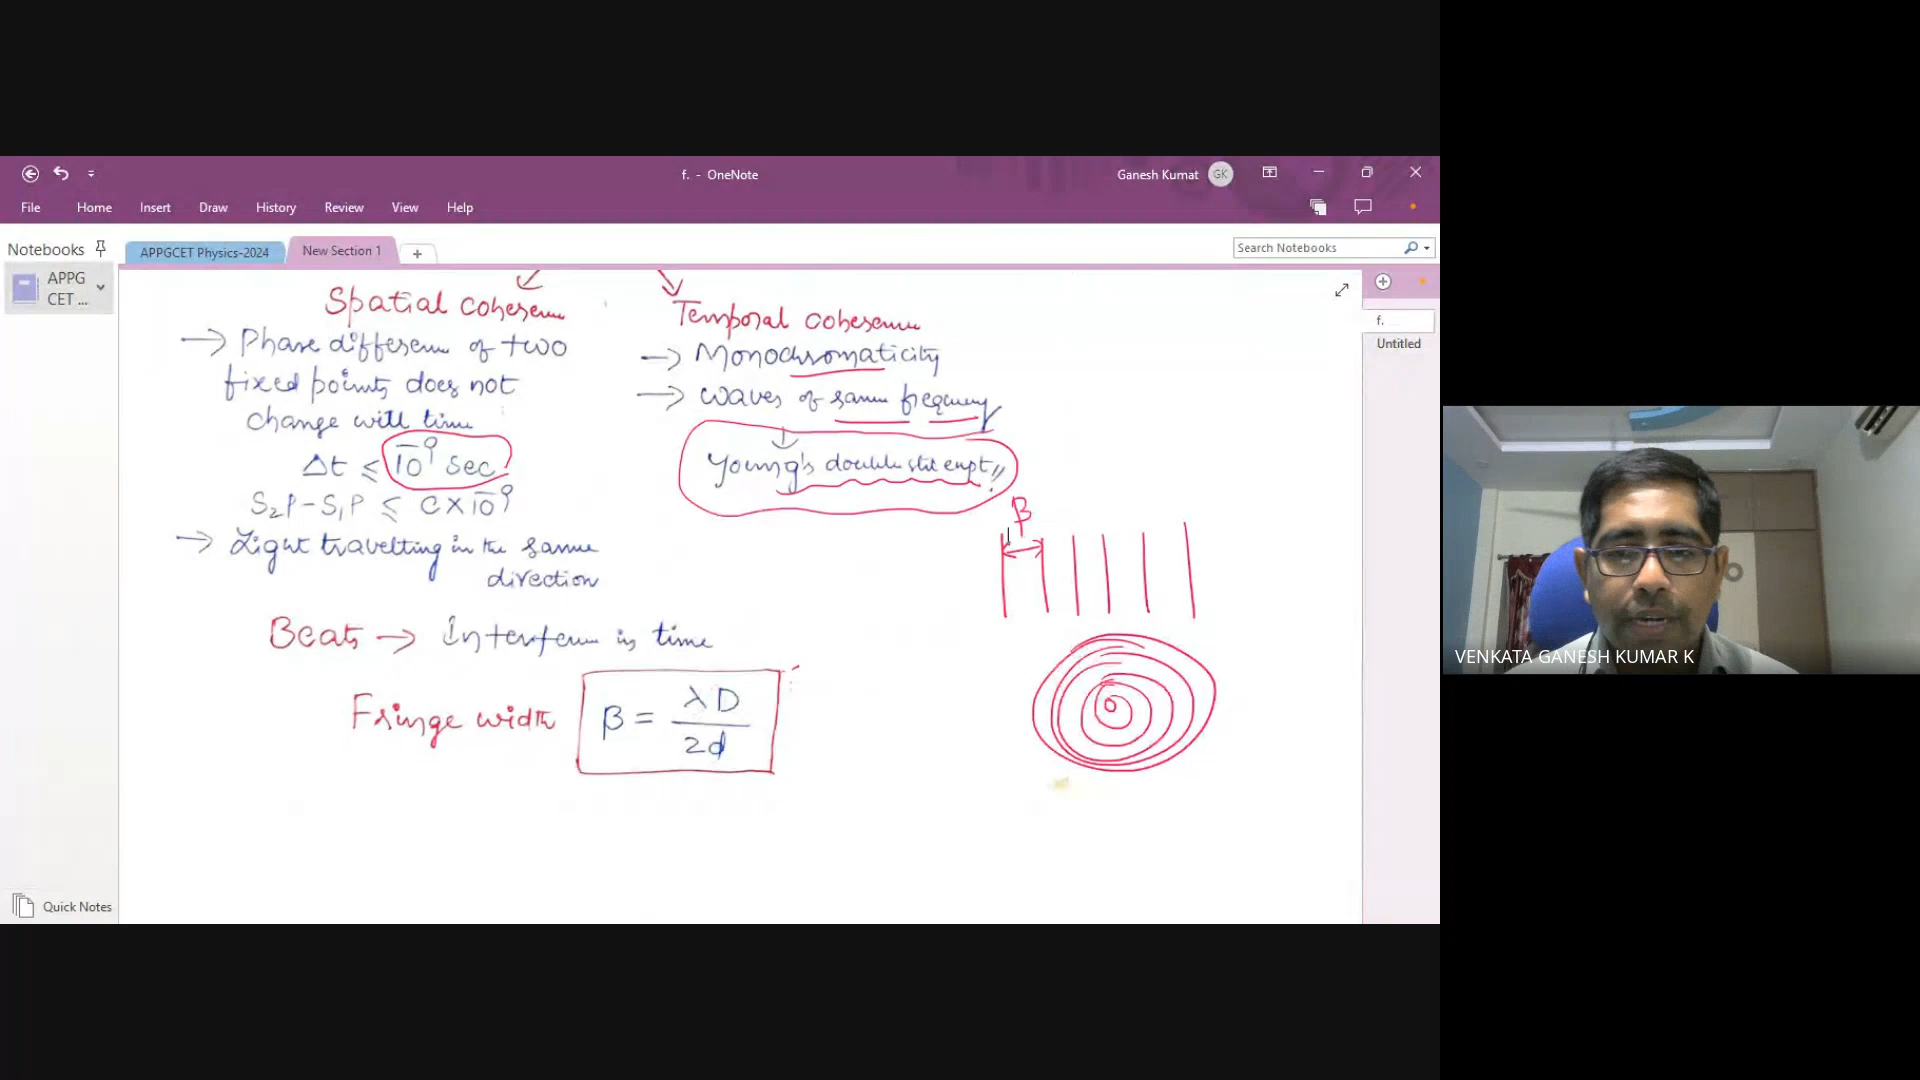 f. - OneNote
Ganesh Kumat GK
File Home Insert Draw History Review View Help
Notebooks
APPGCET Physics-2024
New Section 1
+
Search Notebooks
APPG
CET ...
f.
Untitled
Spatial coherence
→ Phase difference of two
fixed points does not
change with time
Δt ≤ 10⁻⁹ Sec
S₂P - S₁P ≤ C × 10⁻⁹
→ Light travelling in the same
direction
Temporal coherence
→ Monochromaticity
→ Waves of same frequency
↓
Young's double slit expt!!
β
Beats → Interference in time
Fringe width
β = λD / 2d
Quick Notes
VENKATA GANESH KUMAR K